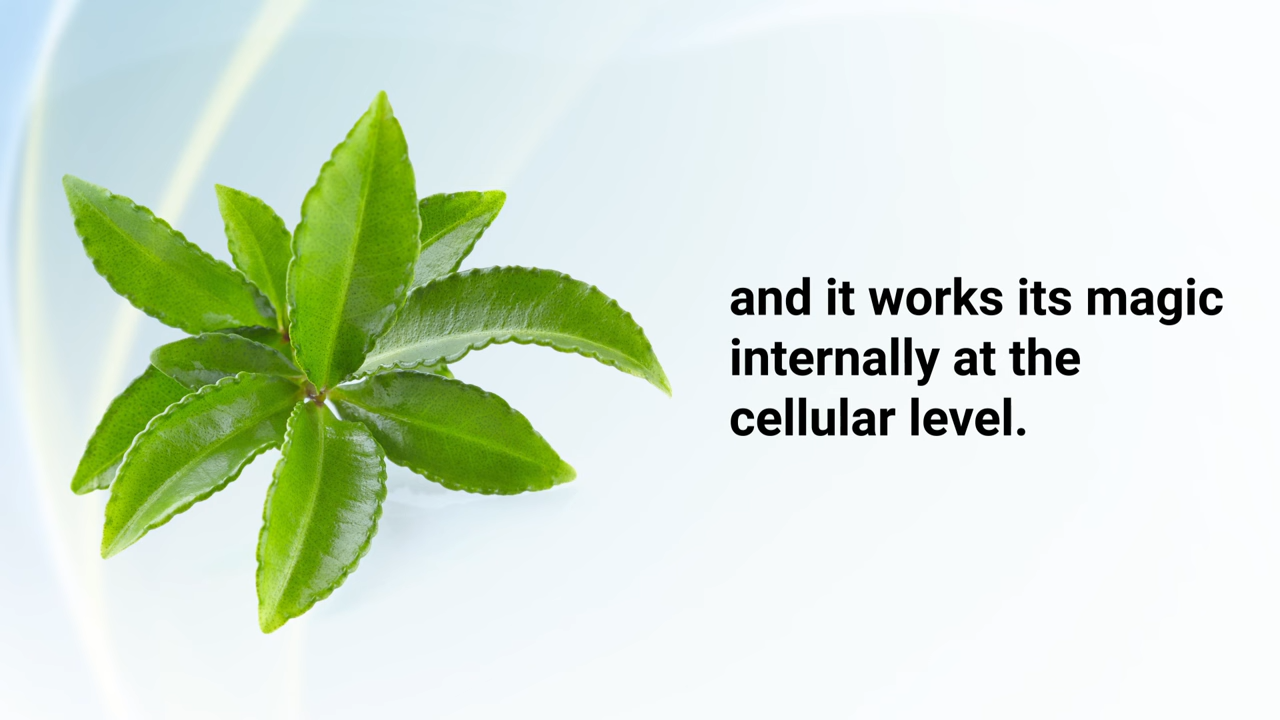 and it works its magic
internally at the
cellular level.